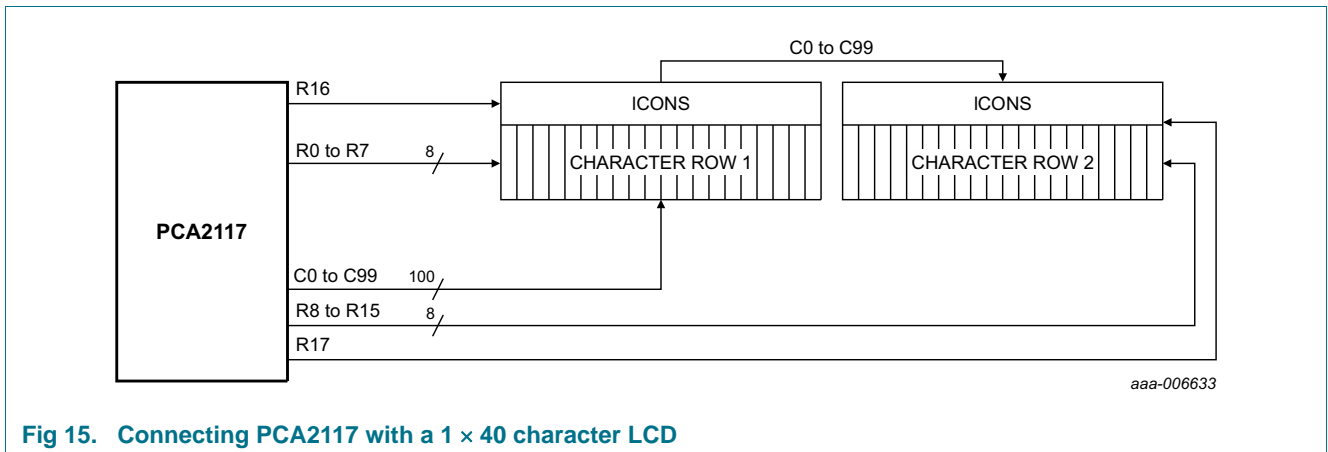 C0 to C99
R16
ICONS
ICONS
R0 to R7
8
CHARACTER ROW 1
CHARACTER ROW 2
PCA2117
C0 to C99
100
R8 to R15
8
R17
aaa-006633
Fig 15. Connecting PCA2117 with a 1 × 40 character LCD